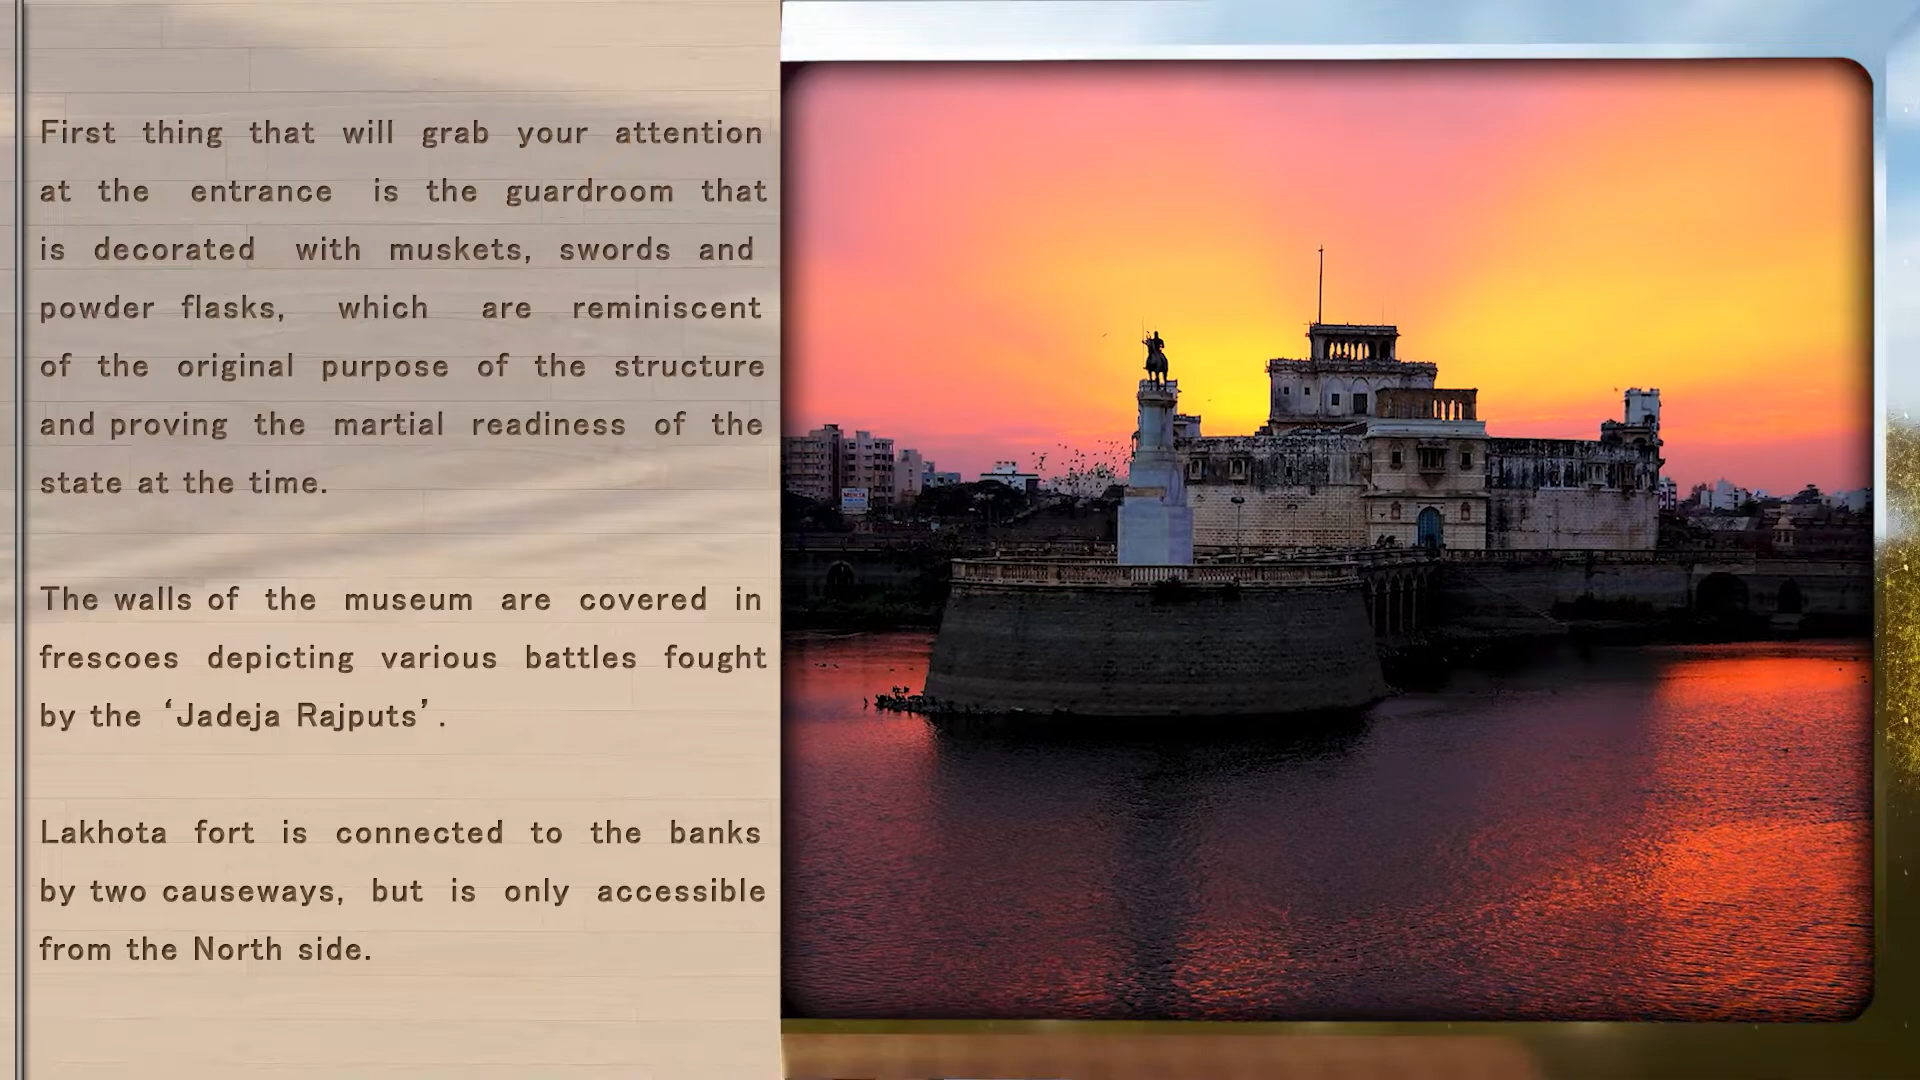 First thing that will grab your attention
at the entrance is the guardroom that
is decorated with muskets, swords and
powder flasks, which are reminiscent
of the original purpose of the structure
and proving the martial readiness of the
state at the time.
The walls of the museum are covered in
frescoes depicting various battles fought
by the ‘Jadeja Rajputs’.
Lakhota fort is connected to the banks
by two causeways, but is only accessible
from the North side.